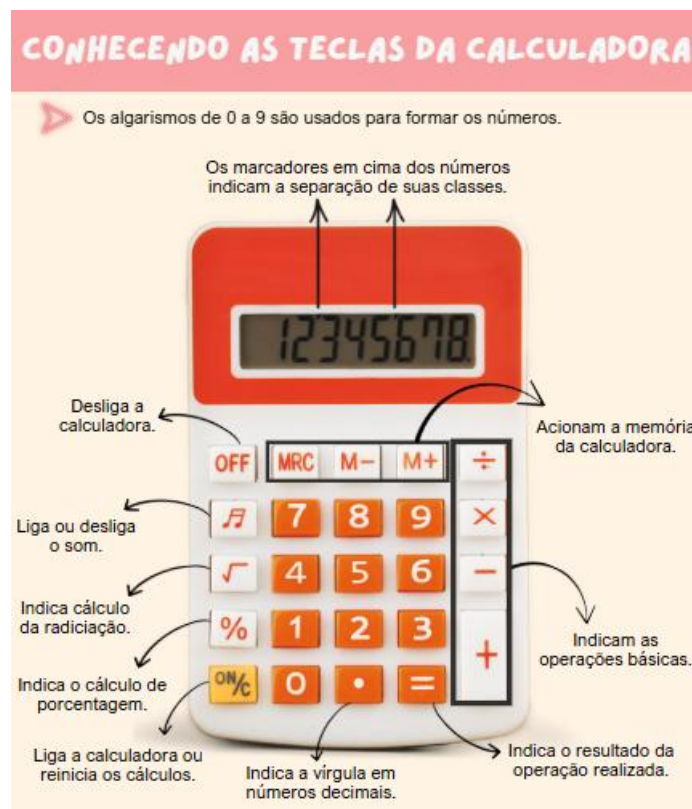 CONHECENDO AS TECLAS DA CALCULADORA
Os algarismos de 0 a 9 são usados para formar os números.
Os marcadores em cima dos números
indicam a separação de suas classes.
12345678.
Desliga a
calculadora.
Acionam a memória
da calculadora.
OFF MRC M− M+ ÷
Liga ou desliga
o som.
♬ 7 8 9 ×
√ 4 5 6 −
Indica cálculo
da radiciação.
% 1 2 3 +
Indicam as
operações básicas.
Indica o cálculo de
porcentagem.
ON/C 0 • =
Liga a calculadora ou
reinicia os cálculos.
Indica a vírgula em
números decimais.
Indica o resultado da
operação realizada.